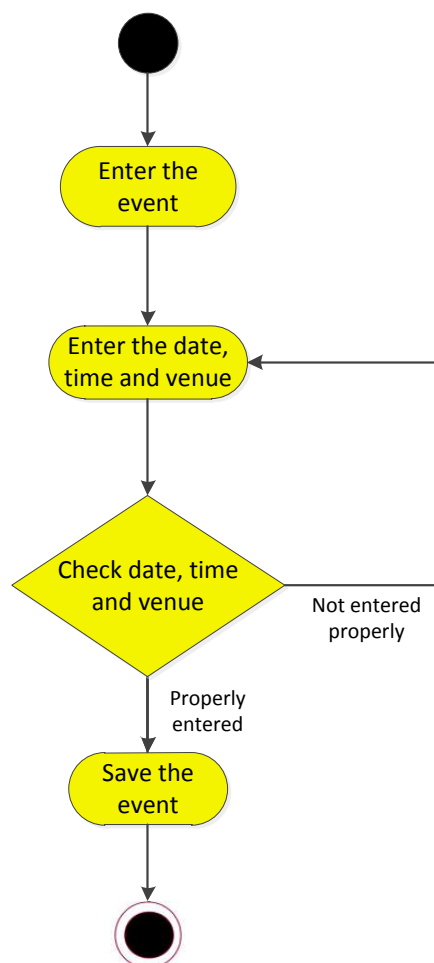 Enter the
event
Enter the date,
time and venue
Check date, time
and venue
Not entered
properly
Properly
entered
Save the
event